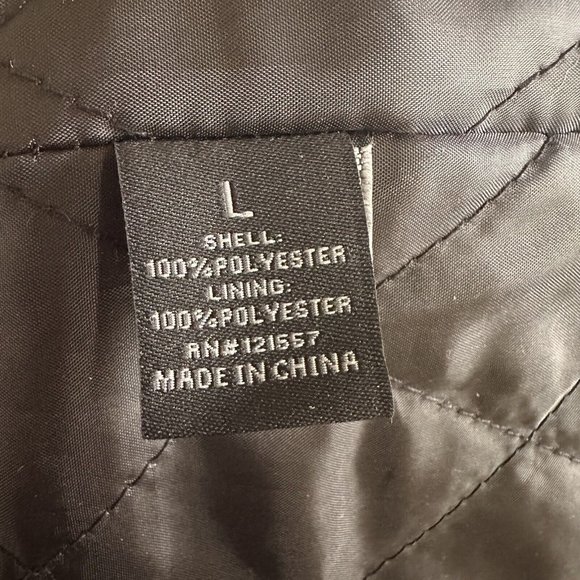 L
SHELL:
100%POLYESTER
LINING:
100%POLYESTER
RN#121557
MADE IN CHINA